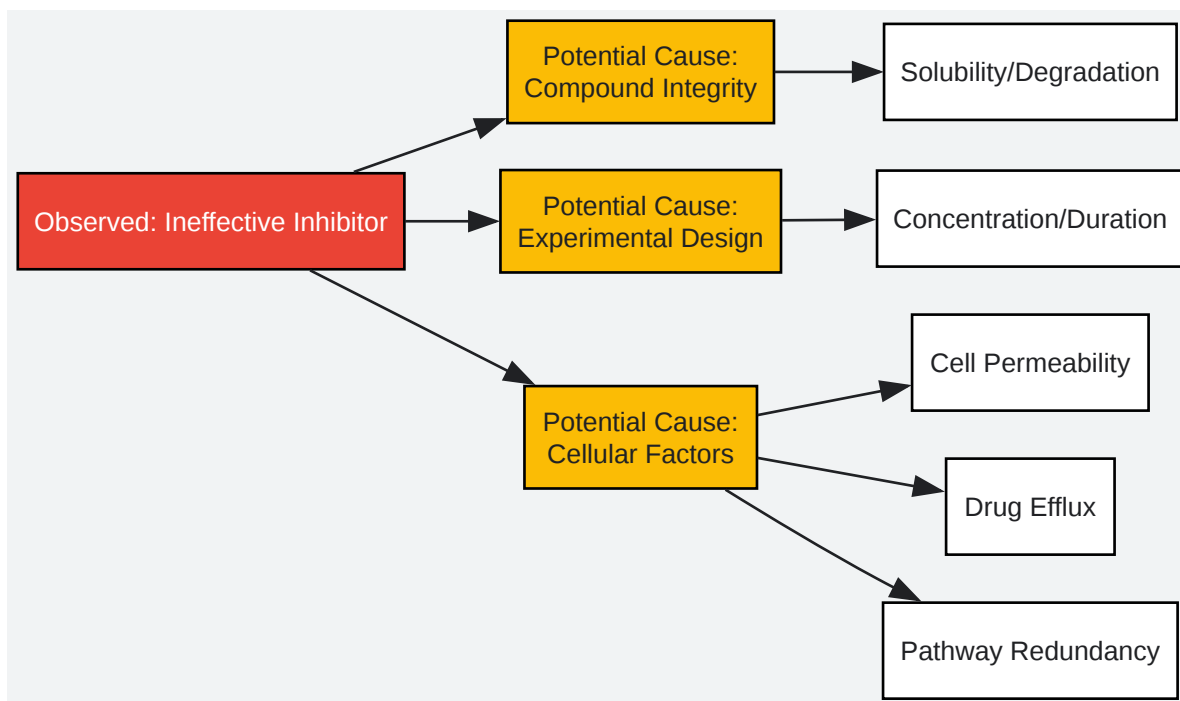 Observed: Ineffective Inhibitor
Potential Cause:
Compound Integrity
Solubility/Degradation
Potential Cause:
Experimental Design
Concentration/Duration
Potential Cause:
Cellular Factors
Cell Permeability
Drug Efflux
Pathway Redundancy